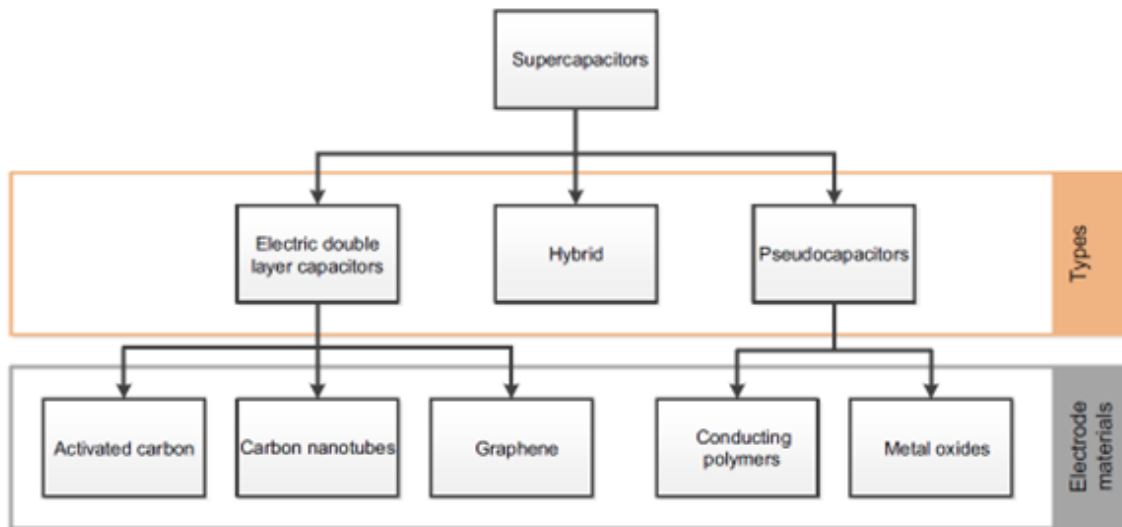 Supercapacitors
Electric double
layer capacitors
Hybrid
Pseudocapacitors
Types
Activated carbon
Carbon nanotubes
Graphene
Conducting
polymers
Metal oxides
Electrode
materials